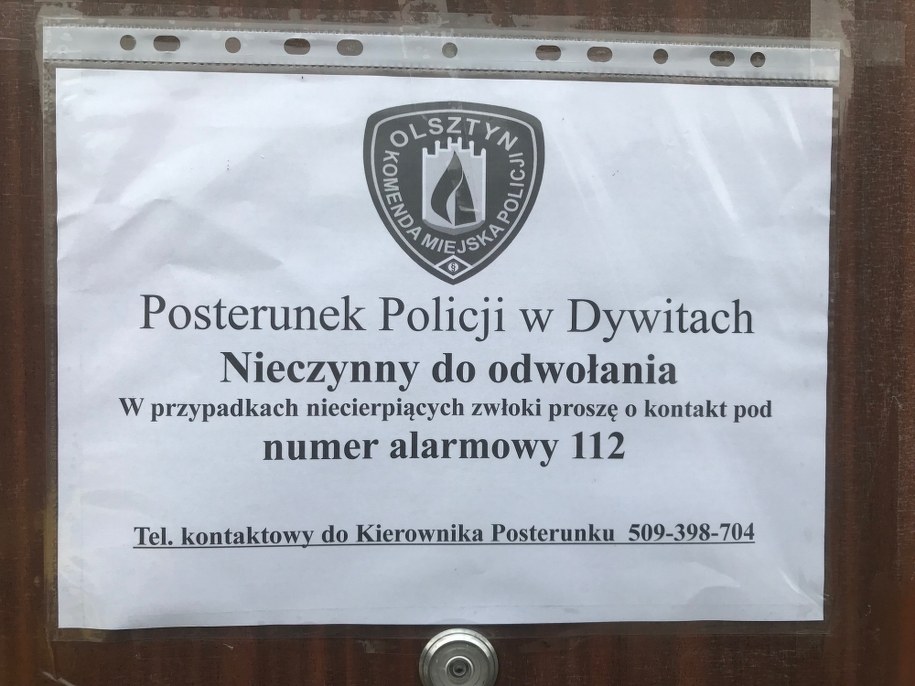 OLSZTYN
KOMENDA MIEJSKA POLICJI
Posterunek Policji w Dywitach
Nieczynny do odwołania
W przypadkach niecierpiących zwłoki proszę o kontakt pod
numer alarmowy 112
Tel. kontaktowy do Kierownika Posterunku 509-398-704